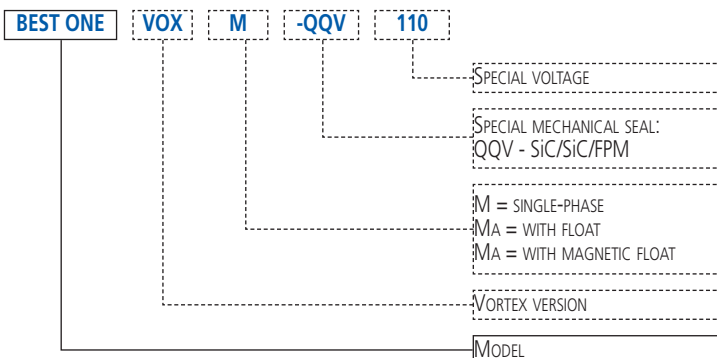 BEST ONE VOX M -QQV 110
SPECIAL VOLTAGE
SPECIAL MECHANICAL SEAL:
QQV - SiC/SiC/FPM
M = SINGLE-PHASE
MA = WITH FLOAT
MA = WITH MAGNETIC FLOAT
VORTEX VERSION
MODEL